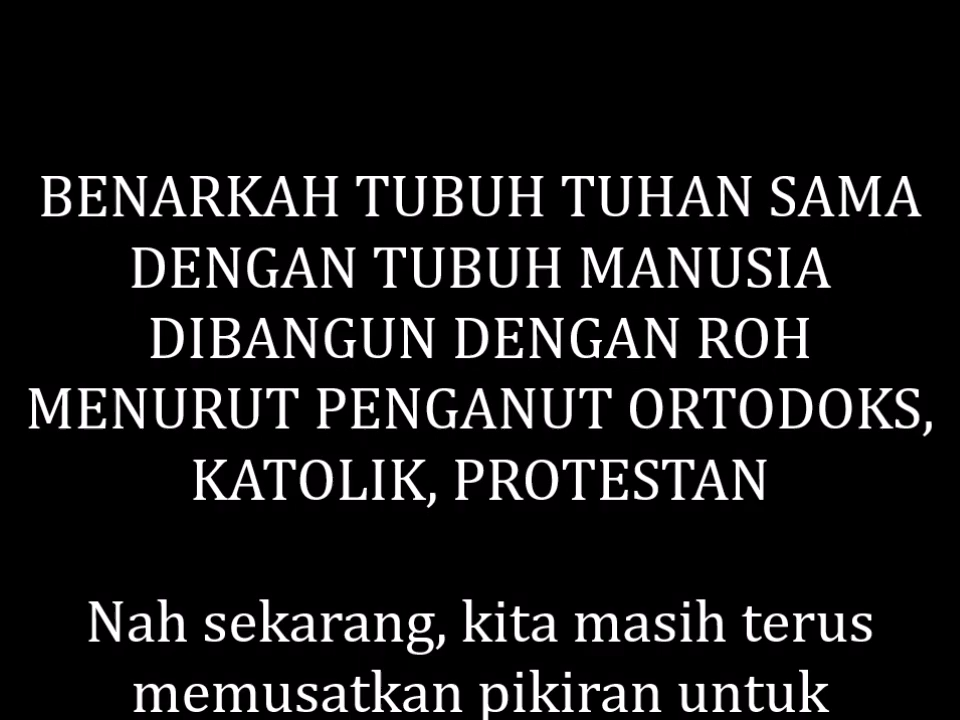 BENARKAH TUBUH TUHAN SAMA
DENGAN TUBUH MANUSIA
DIBANGUN DENGAN ROH
MENURUT PENGANUT ORTODOKS,
KATOLIK, PROTESTAN
Nah sekarang, kita masih terus
memusatkan pikiran untuk